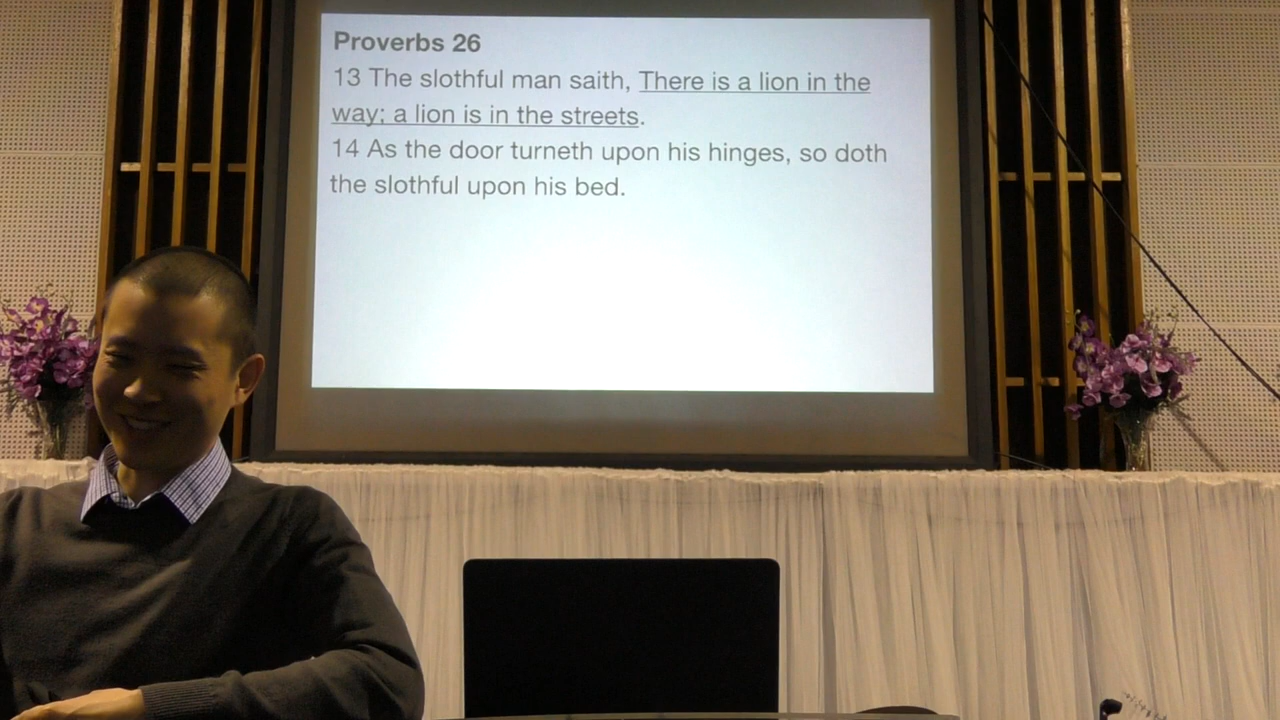 Proverbs 26
13 The slothful man saith, There is a lion in the
way; a lion is in the streets.
14 As the door turneth upon his hinges, so doth
the slothful upon his bed.